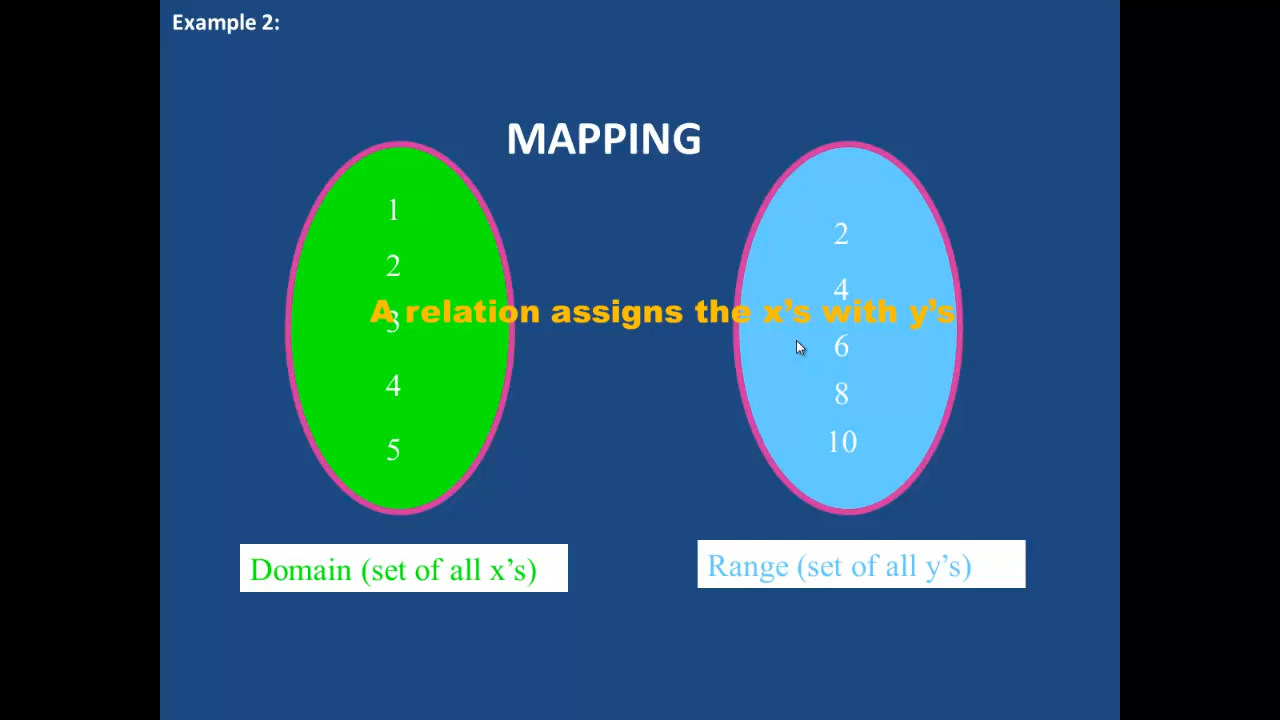 Example 2:
MAPPING
1
2
3
4
5
A relation assigns the x’s with y’s
2
4
6
8
10
Domain (set of all x’s)
Range (set of all y’s)